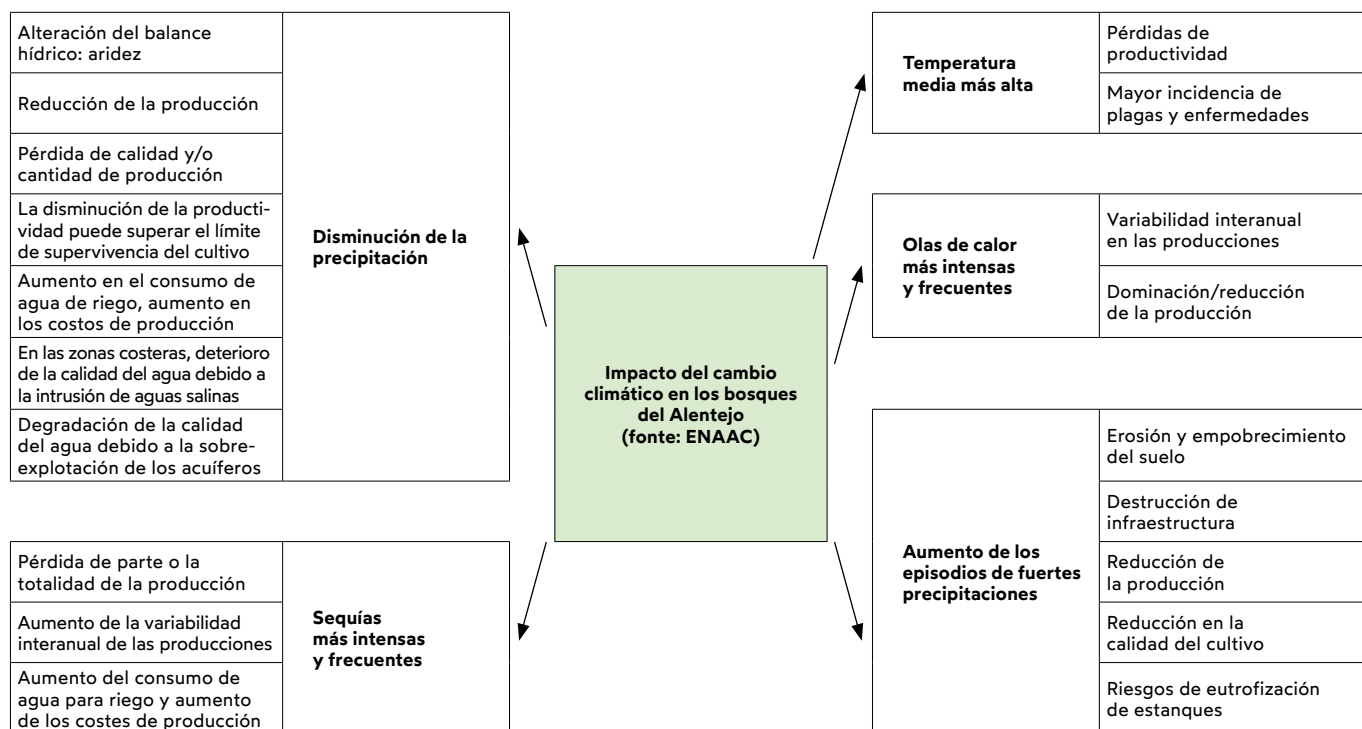 Alteración del balance
hídrico: aridez
Reducción de la producción
Pérdida de calidad y/o
cantidad de producción
La disminución de la producti-
vidad puede superar el límite
de supervivencia del cultivo
Aumento en el consumo de
agua de riego, aumento en
los costos de producción
En las zonas costeras, deterioro
de la calidad del agua debido a
la intrusión de aguas salinas
Degradación de la calidad
del agua debido a la sobre-
explotación de los acuíferos
Disminución de la
precipitación
Pérdida de parte o la
totalidad de la producción
Aumento de la variabilidad
interanual de las producciones
Aumento del consumo de
agua para riego y aumento
de los costes de producción
Sequías
más intensas
y frecuentes
Impacto del cambio
climático en los bosques
del Alentejo
(fonte: ENAAC)
Temperatura
media más alta
Pérdidas de
productividad
Mayor incidencia de
plagas y enfermedades
Olas de calor
más intensas
y frecuentes
Variabilidad interanual
en las producciones
Dominación/reducción
de la producción
Aumento de los
episodios de fuertes
precipitaciones
Erosión y empobrecimiento
del suelo
Destrucción de
infraestructura
Reducción de
la producción
Reducción en la
calidad del cultivo
Riesgos de eutrofización
de estanques